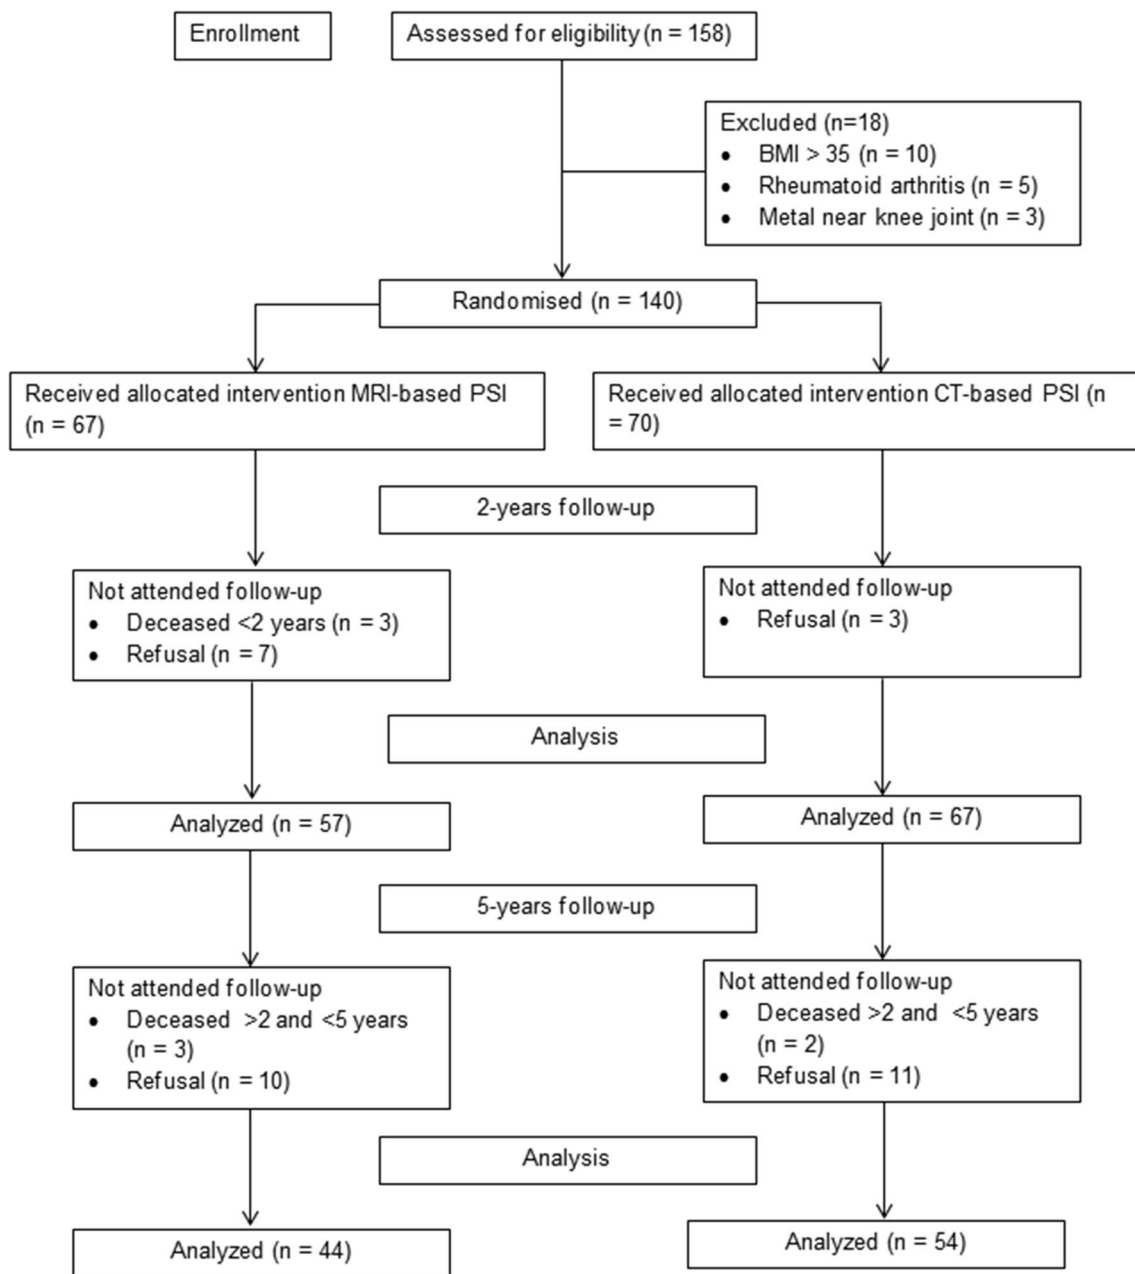 Enrollment
Assessed for eligibility (n = 158)
Excluded (n=18)
• BMI > 35 (n = 10)
• Rheumatoid arthritis (n = 5)
• Metal near knee joint (n = 3)
Randomised (n = 140)
Received allocated intervention MRI-based PSI
(n = 67)
Received allocated intervention CT-based PSI (n
= 70)
2-years follow-up
Not attended follow-up
• Deceased <2 years (n = 3)
• Refusal (n = 7)
Not attended follow-up
• Refusal (n = 3)
Analysis
Analyzed (n = 57)
Analyzed (n = 67)
5-years follow-up
Not attended follow-up
• Deceased >2 and <5 years
(n = 3)
• Refusal (n = 10)
Not attended follow-up
• Deceased >2 and <5 years
(n = 2)
• Refusal (n = 11)
Analysis
Analyzed (n = 44)
Analyzed (n = 54)